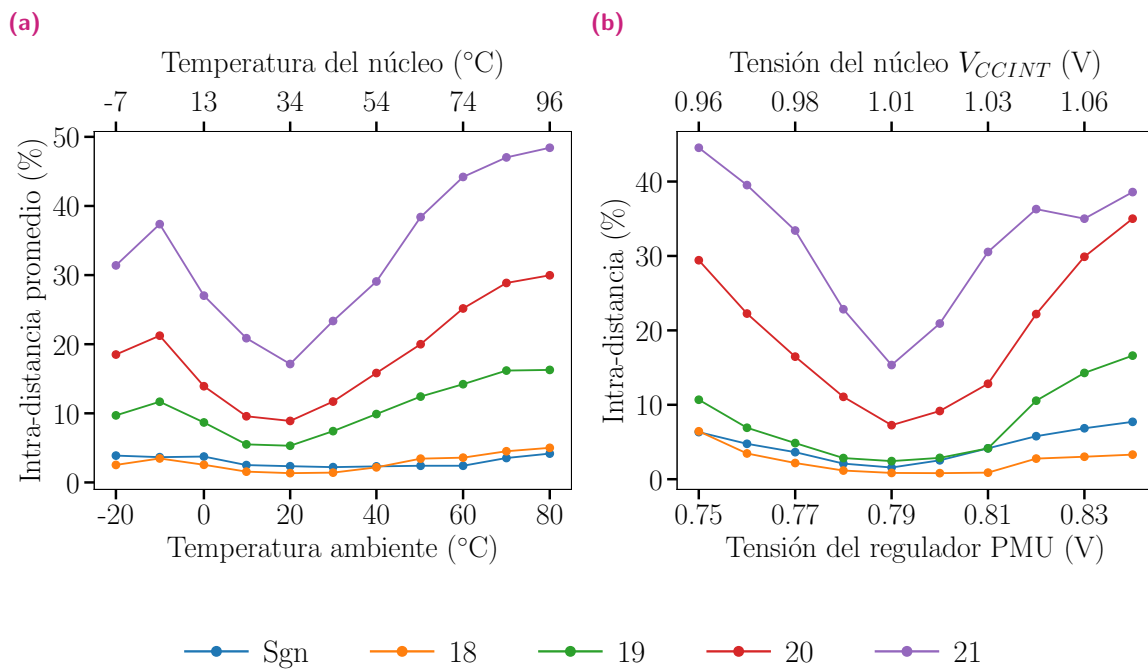 (a)
Temperatura del núcleo (°C)
-7 13 34 54 74 96
Intra-distancia promedio (%)
50
40
30
20
10
0
-20 0 20 40 60 80
Temperatura ambiente (°C)
(b)
Tensión del núcleo VCCINT (V)
0.96 0.98 1.01 1.03 1.06
Intra-distancia (%)
40
30
20
10
0
0.75 0.77 0.79 0.81 0.83
Tensión del regulador PMU (V)
Sgn 18 19 20 21